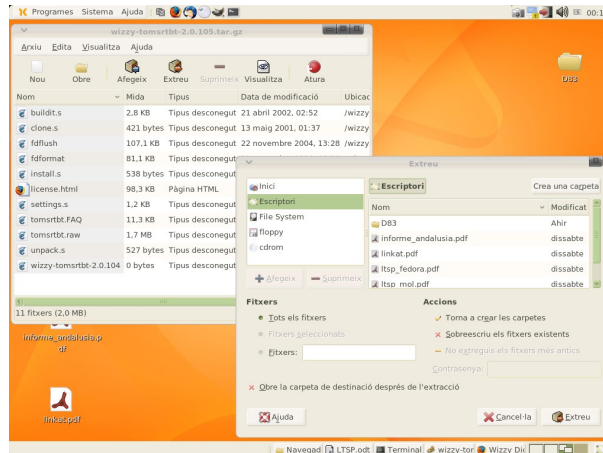 Programes Sistema Ajuda
wizzy-tomsrtbt-2.0.105.tar.gz
Arxiu Edita Visualitza Ajuda
Nou Obre Afegeix Extreu Suprimeix Visualitza Atura
Nom Mida Tipus Data de modificació Ubicac
buildit.s 2,8 KB Tipus desconegut 21 abril 2002, 02:52 /wizzy
clone.s 421 bytes Tipus desconegut 13 maig 2001, 01:37 /wizzy
fdflush 107,1 KB Tipus desconegut 22 novembre 2004, 13:28 /wizzy
fdformat 81,1 KB Tipus desconegut
install.s 538 bytes Tipus desconegut
license.html 98,3 KB Pàgina HTML
settings.s 1,2 KB Tipus desconegut
tomsrtbt.FAQ 11,3 KB Tipus desconegut
tomsrtbt.raw 1,7 MB Tipus desconegut
unpack.s 527 bytes Tipus desconegut
wizzy-tomsrtbt-2.0.104 0 bytes Tipus desconegut
11 fitxers (2,0 MB)
D83
informe_andalusia.p
df
linkat.pdf
Extreu
Inici
Escriptori
File System
floppy
cdrom
Afegeix Suprimeix
Escriptori
Crea una carpeta
Nom Modificat
D83 Ahir
informe_andalusia.pdf dissabte
linkat.pdf dissabte
ltsp_fedora.pdf dissabte
ltsp_mol.pdf dissabte
Fitxers
Tots els fitxers
Fitxers seleccionats
Fitxers:
Accions
Torna a crear les carpetes
Sobreescriu els fitxers existents
No extreguis els fitxers més antics
Contrasenya:
Obre la carpeta de destinació després de l'extracció
Ajuda Cancel·la Extreu
Navegad LTSP.odt Terminal wizzy-tor Wizzy Di